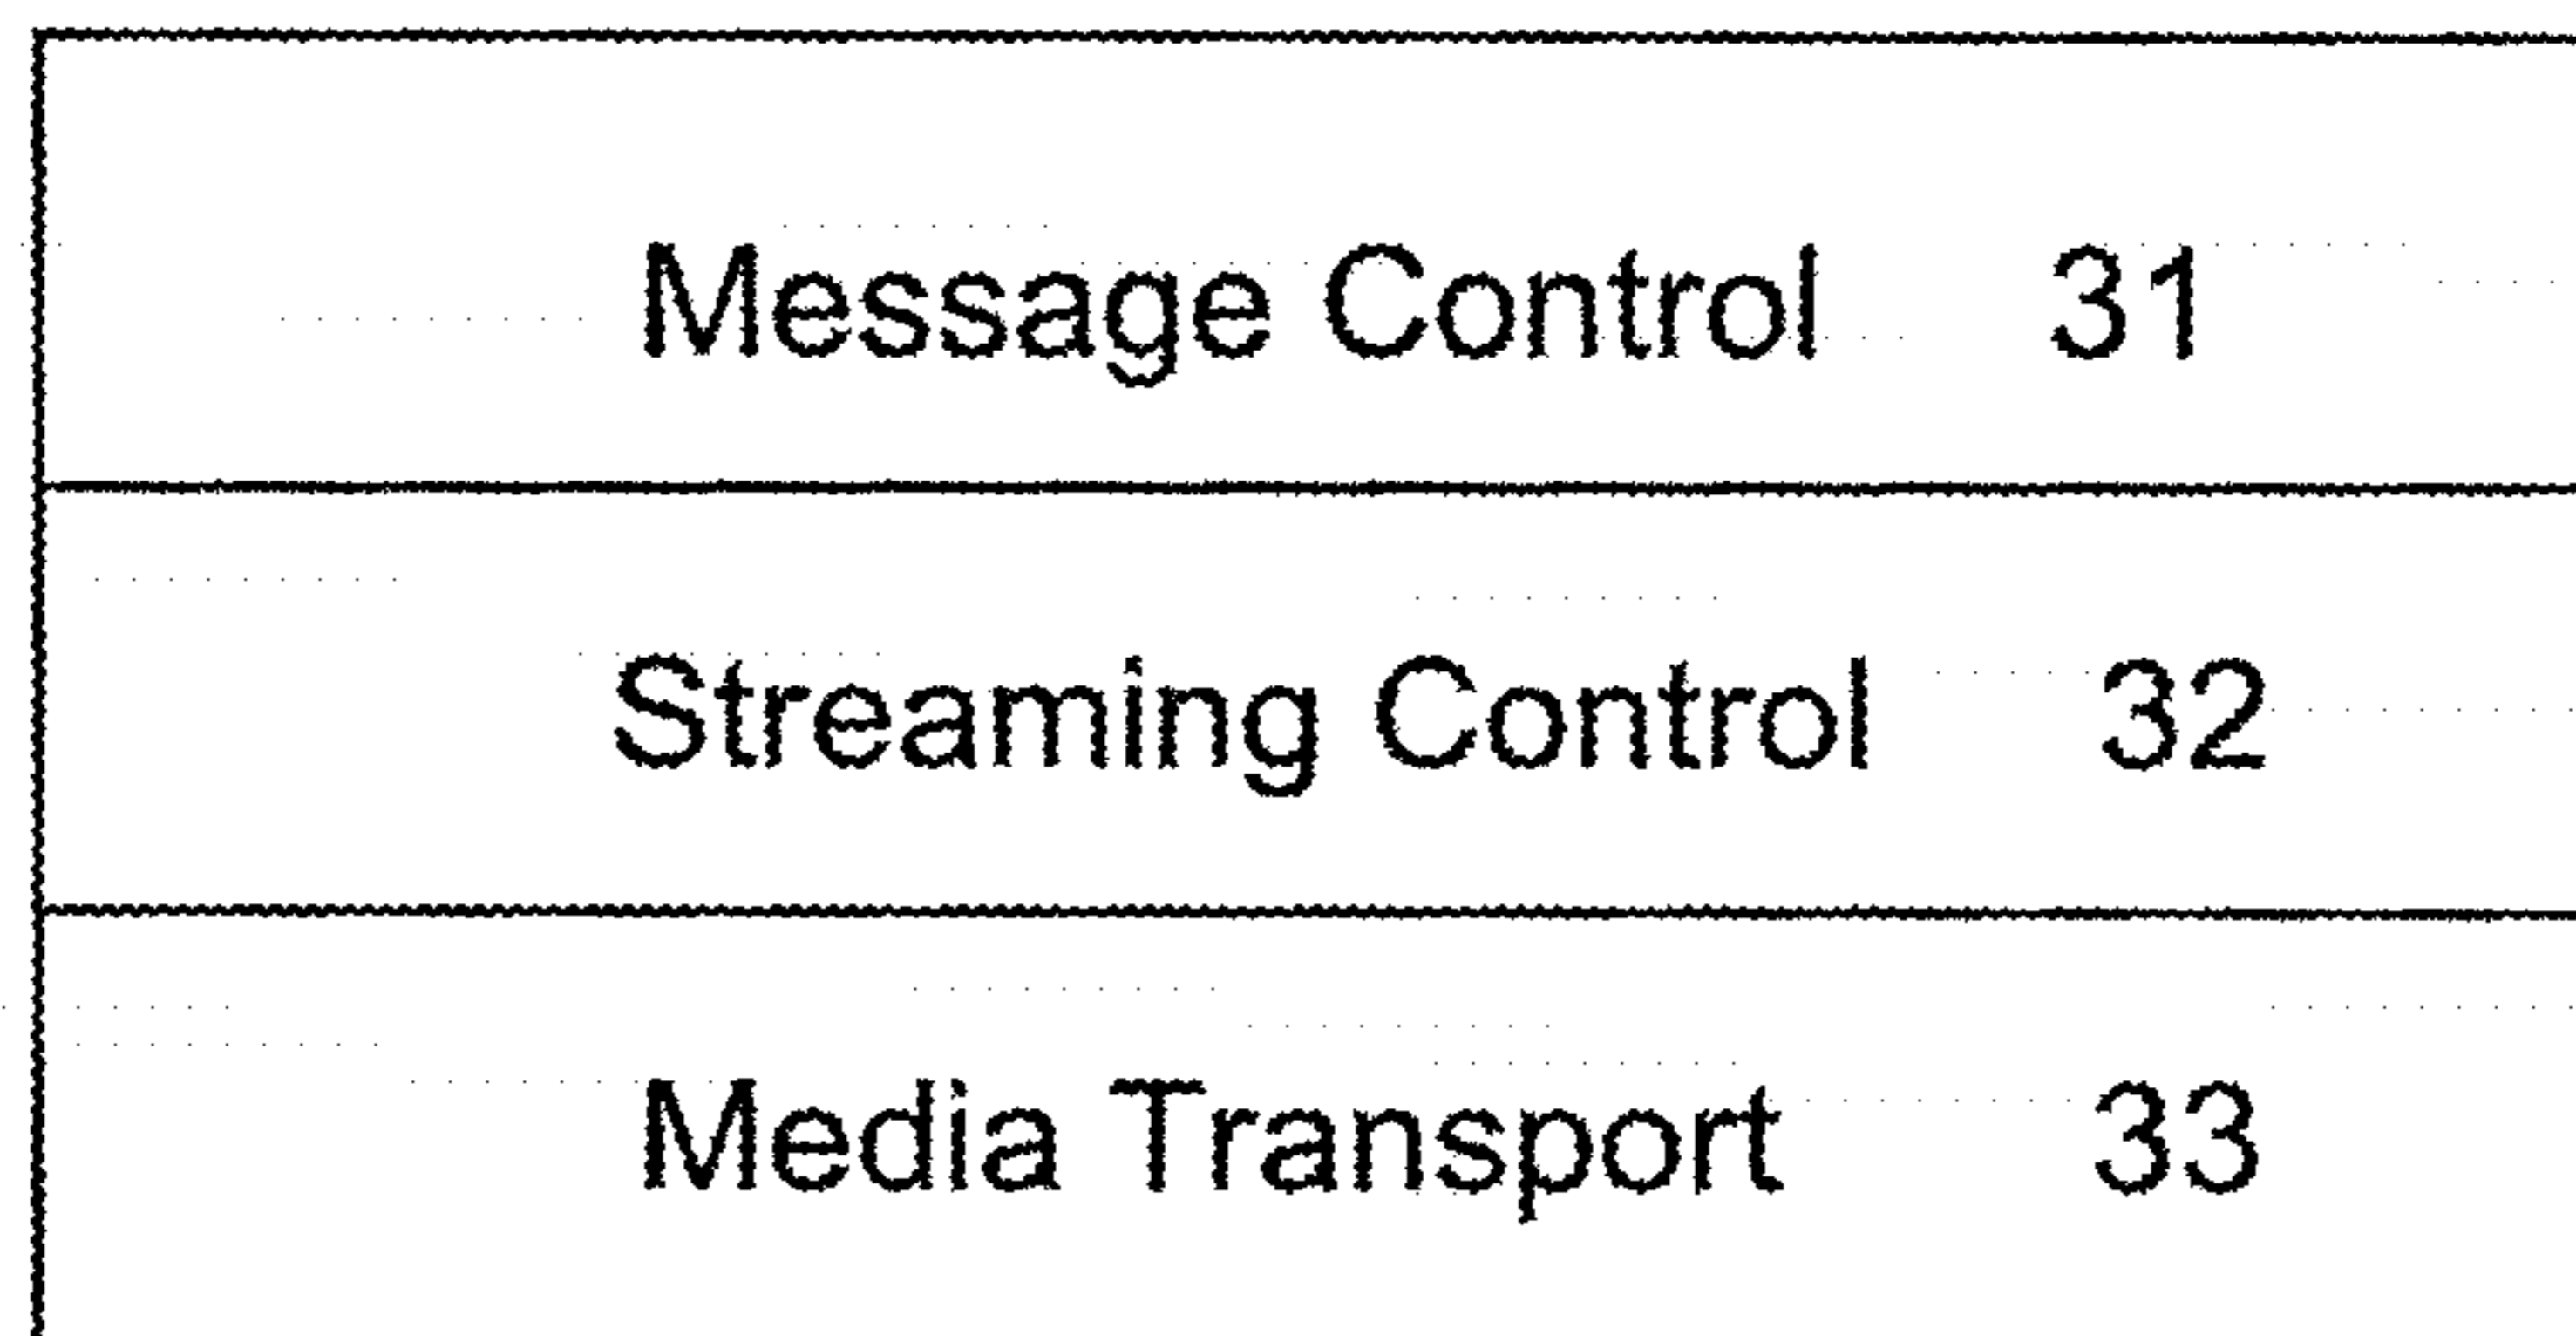 Message Control 31
Streaming Control 32
Media Transport 33